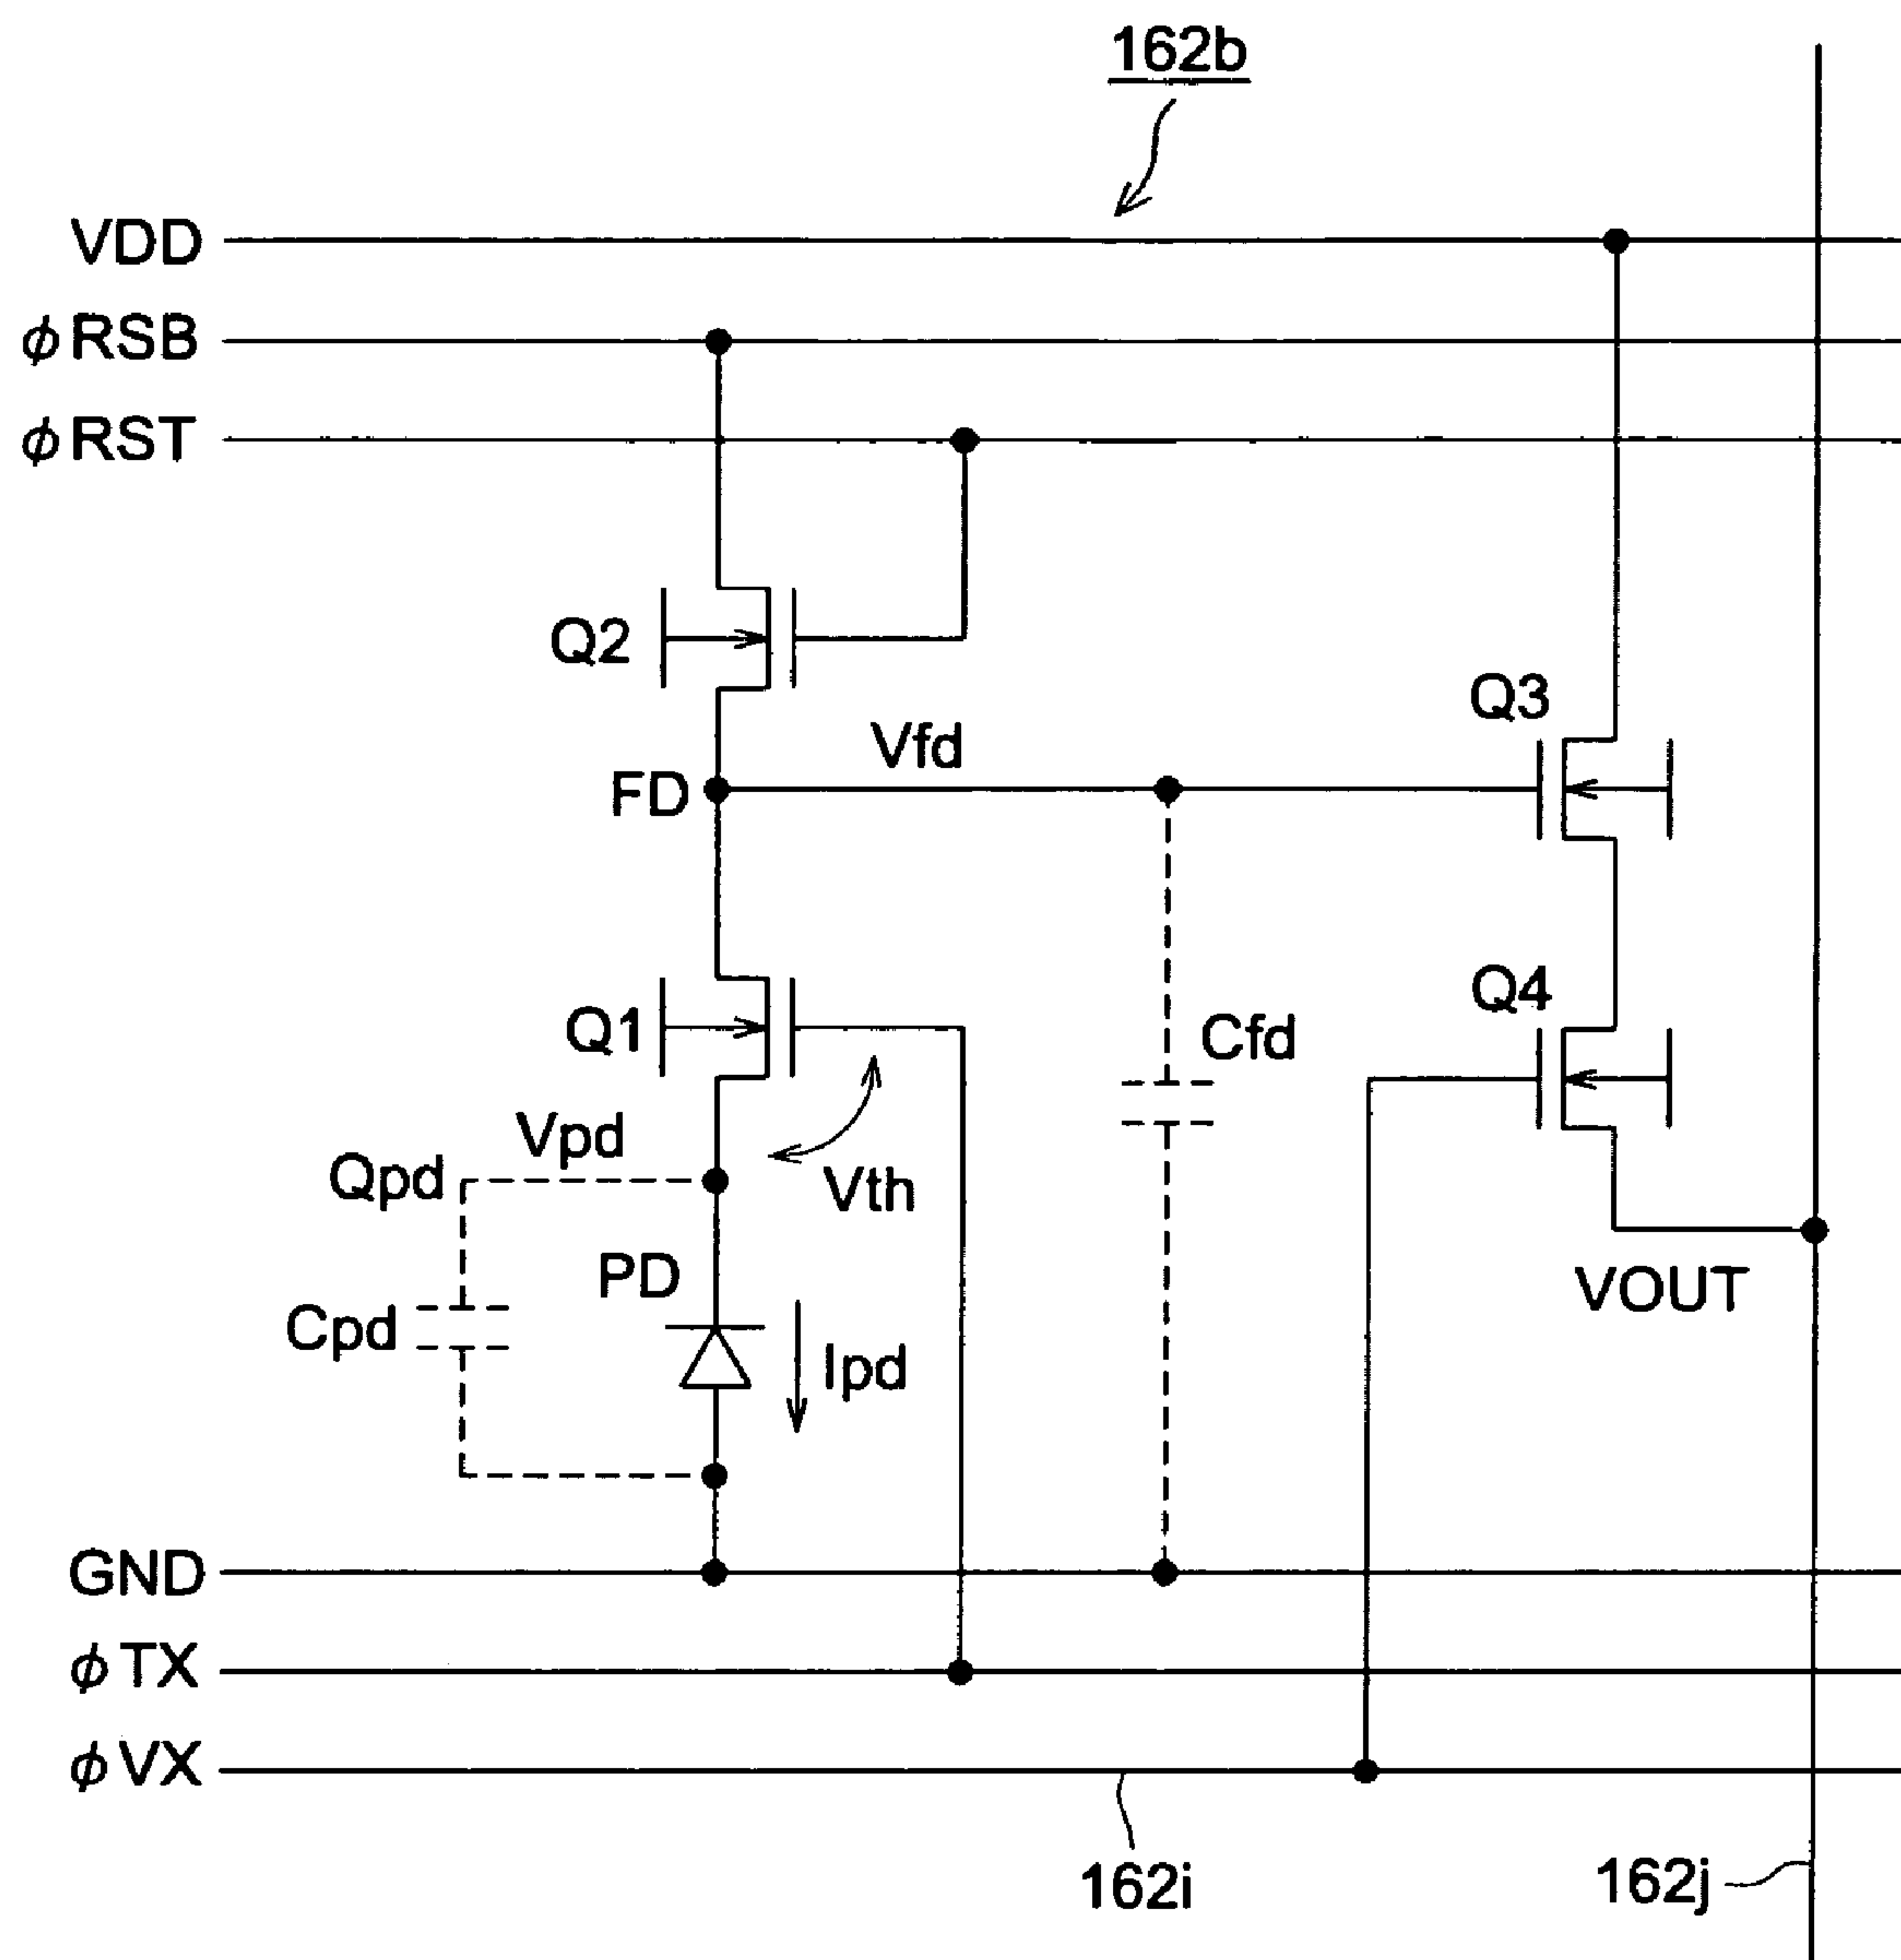 162b
VDD
ϕRSB
ϕRST
Q2
Q3
Vfd
FD
Q4
Q1
Cfd
Vpd
Qpd
Vth
PD
VOUT
Cpd
Ipd
GND
ϕTX
ϕVX
162i
162j